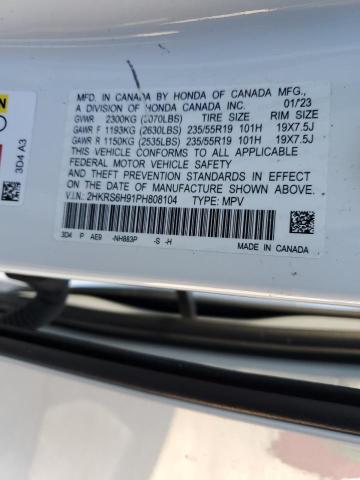 MFD. IN CANADA BY HONDA OF CANADA MFG.,
A DIVISION OF HONDA CANADA INC. 01/23
GVWR 2300KG (5070LBS) TIRE SIZE RIM SIZE
GAWR F 1193KG (2630LBS) 235/55R19 101H 19X7.5J
GAWR R 1150KG (2535LBS) 235/55R19 101H 19X7.5J
THIS VEHICLE CONFORMS TO ALL APPLICABLE
FEDERAL MOTOR VEHICLE SAFETY
AND THEFT PREVENTION STANDARDS IN EFFECT ON THE
DATE OF MANUFACTURE SHOWN ABOVE.
V.I.N.: 2HKRS6H91PH808104 TYPE: MPV
3D4 P AE9 -NH883P -S -H
MADE IN CANADA
3D4 A3